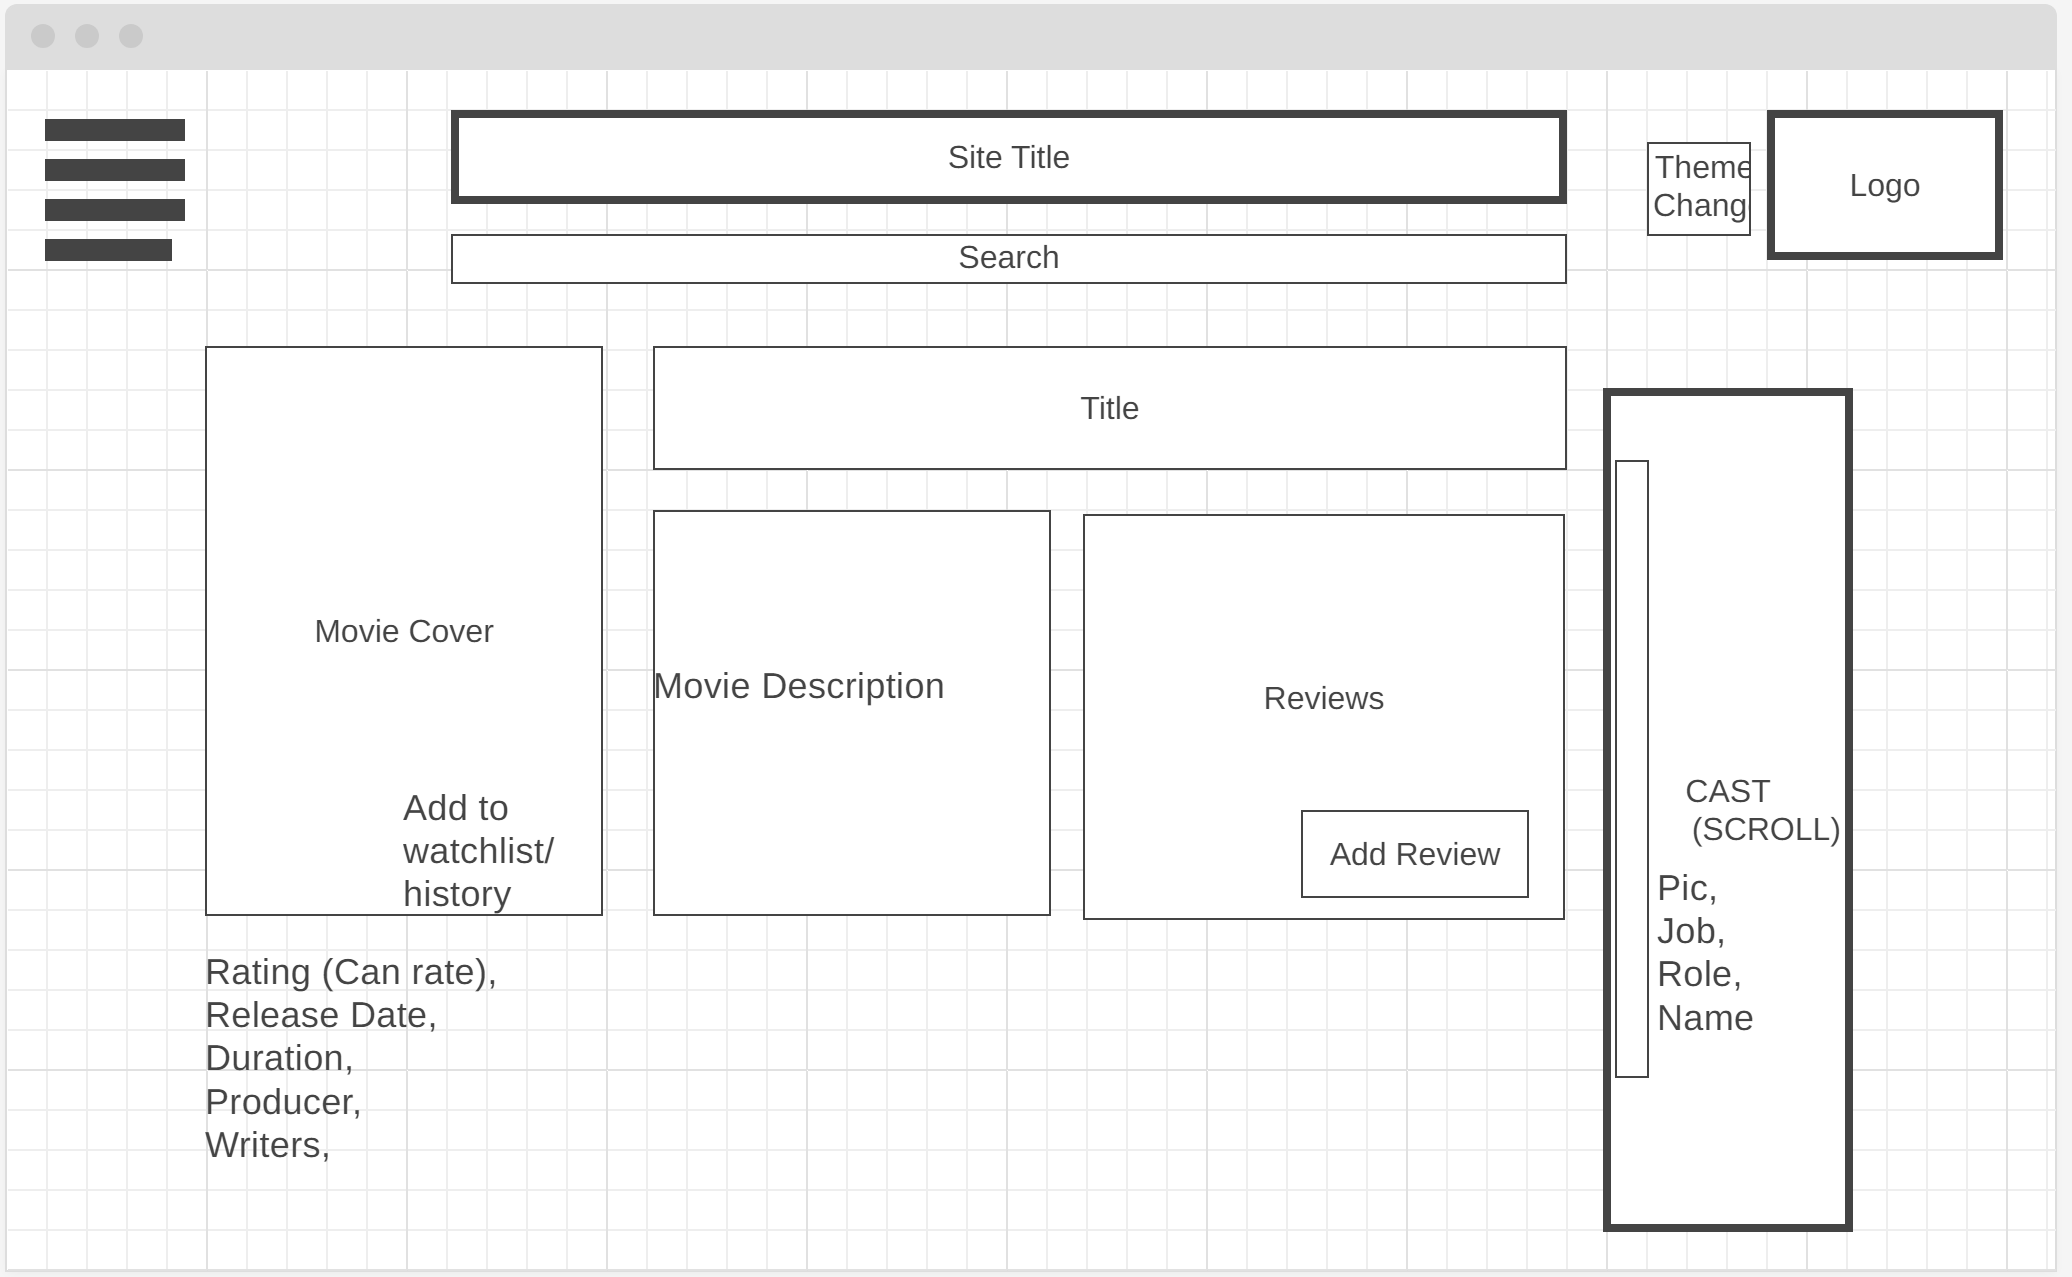 Site Title
Theme
Chang
Logo
Search
Title
Movie Cover
Movie Description
Reviews
Add to
watchlist/
history
Add Review
CAST
(SCROLL)
Pic,
Job,
Role,
Name
Rating (Can rate),
Release Date,
Duration,
Producer,
Writers,